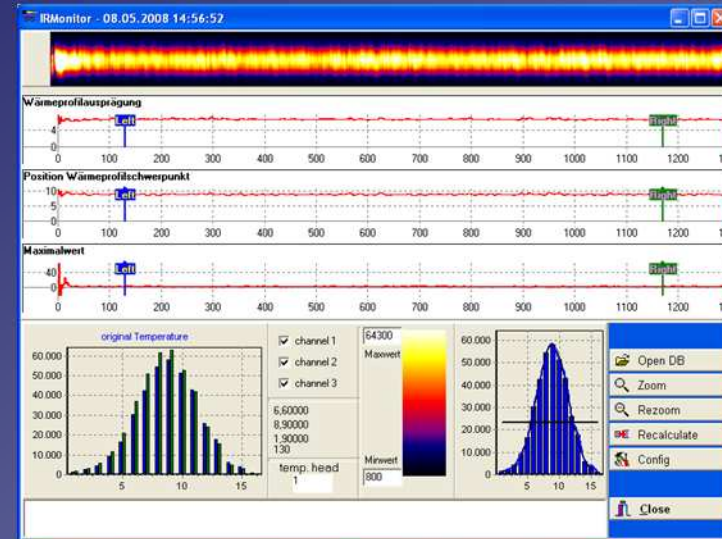 IRMonitor - 08.05.2008 14:56:52
Wärmeprofilausprägung
4
0
Left
Right
0 100 200 300 400 500 600 700 800 900 1000 1100 1200
Position Wärmeprofilschwerpunkt
10
5
0
Left
Right
0 100 200 300 400 500 600 700 800 900 1000 1100 1200
Maximalwert
40
0
Left
Right
0 100 200 300 400 500 600 700 800 900 1000 1100 1200
original Temperature
60.000
50.000
40.000
30.000
20.000
10.000
0
5 10 15
channel 1
channel 2
channel 3
6,60000
8,90000
1,90000
130
temp. head
1
64300
Maxwert
Minwert
800
60.000
50.000
40.000
30.000
20.000
10.000
0
5 10 15
Open DB
Zoom
Rezoom
Recalculate
Config
Close